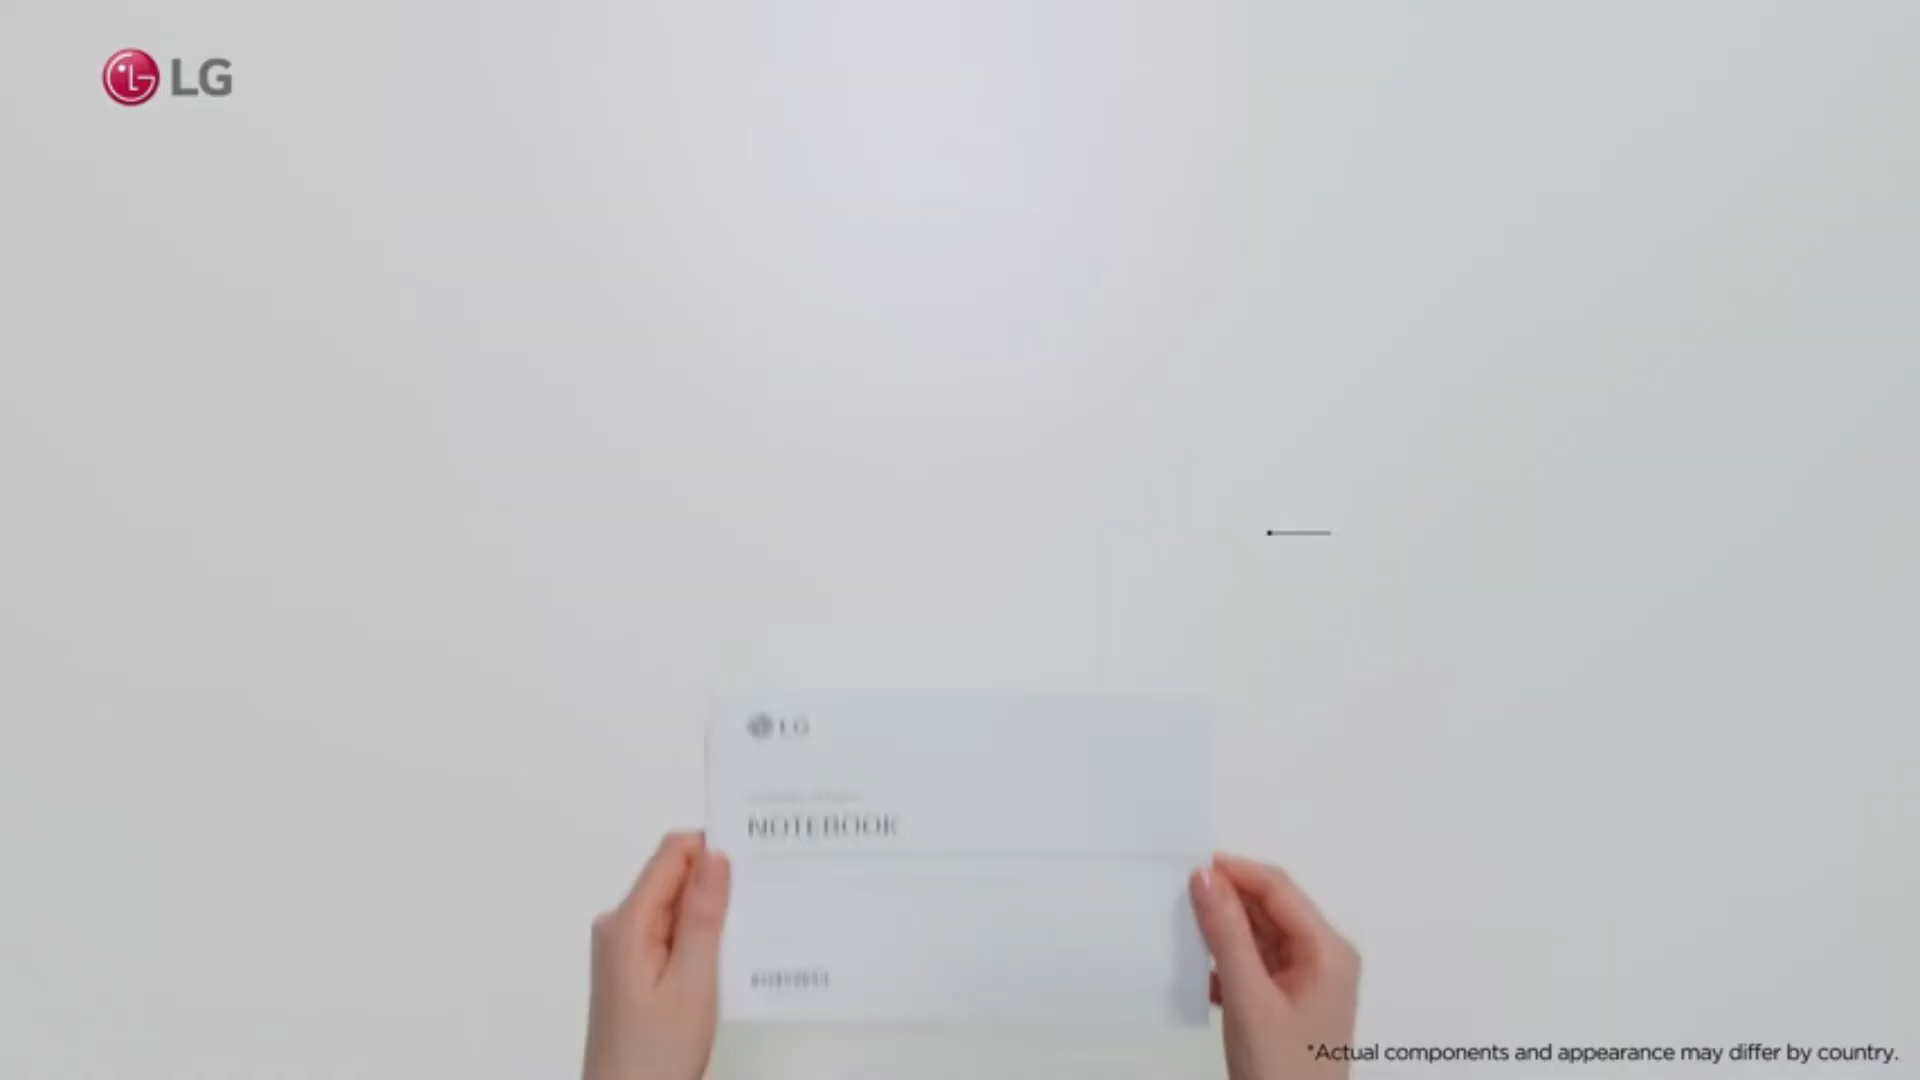 LG
LG
NOTEBOOK
*Actual components and appearance may differ by country.